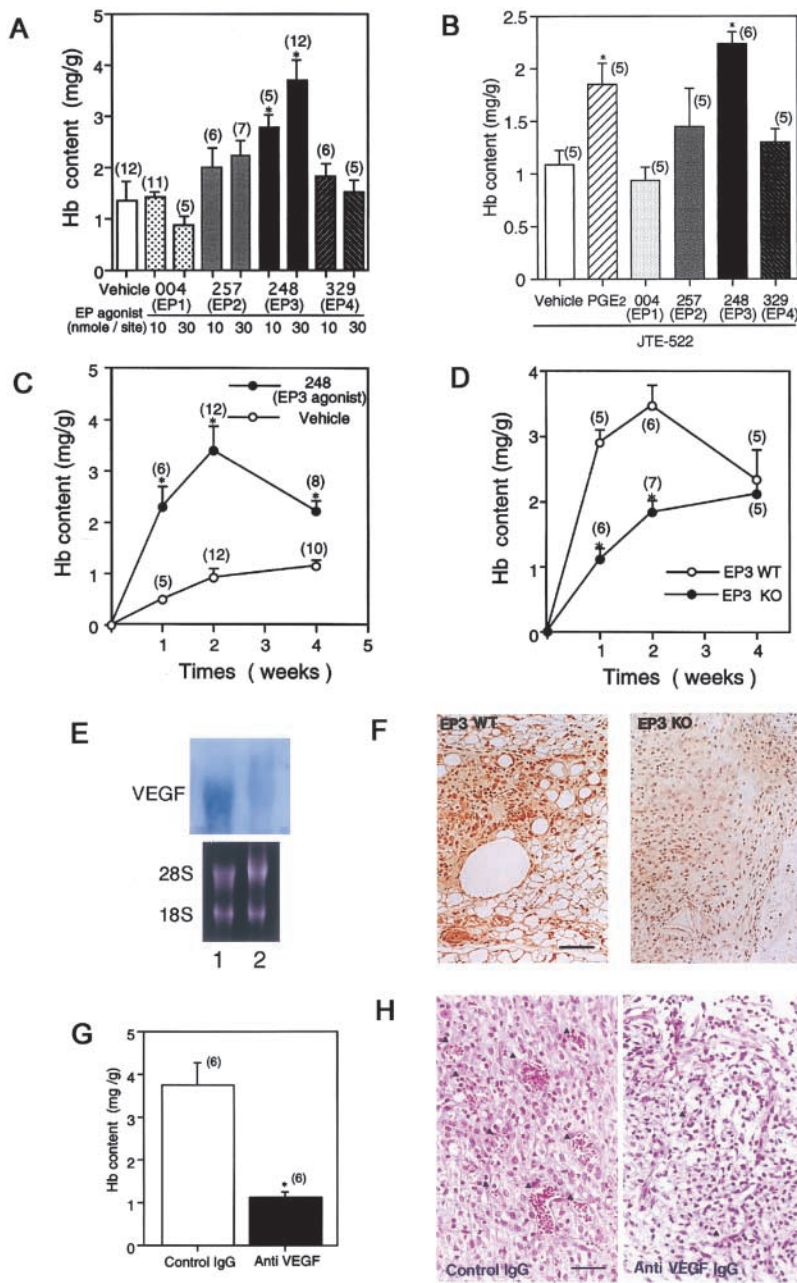 A
Hb content (mg/g)
5
4
3
2
1
0
(12)
(11)
(5)
(6)
(7)
(5)
*
(12)
*
(6)
(5)
Vehicle 004 257 248 329
(EP1) (EP2) (EP3) (EP4)
EP agonist
(nmole / site) 10 30 10 30 10 30 10 30
B
Hb content (mg/g)
2.5
2
1.5
1
0.5
0
(5)
*
(5)
(5)
(5)
*
(6)
(5)
Vehicle PGE2 004 257 248 329
(EP1) (EP2) (EP3) (EP4)
JTE-522
C
Hb content (mg/g)
5
4
3
2
1
0
248
(EP3 agonist)
Vehicle
(6)
*
(12)
*
(8)
*
(5)
(12)
(10)
1 2 3 4 5
Times ( weeks )
D
Hb content (mg/g)
4
3
2
1
0
(5)
(6)
(5)
(6)
*
(7)
*
(5)
EP3 WT
EP3 KO
1 2 3 4
Times ( weeks )
E
VEGF
28S
18S
1 2
F
EP3 WT
EP3 KO
G
Hb content (mg /g)
5
4
3
2
1
0
(6)
* (6)
Control IgG Anti VEGF
H
Control IgG
Anti VEGF IgG